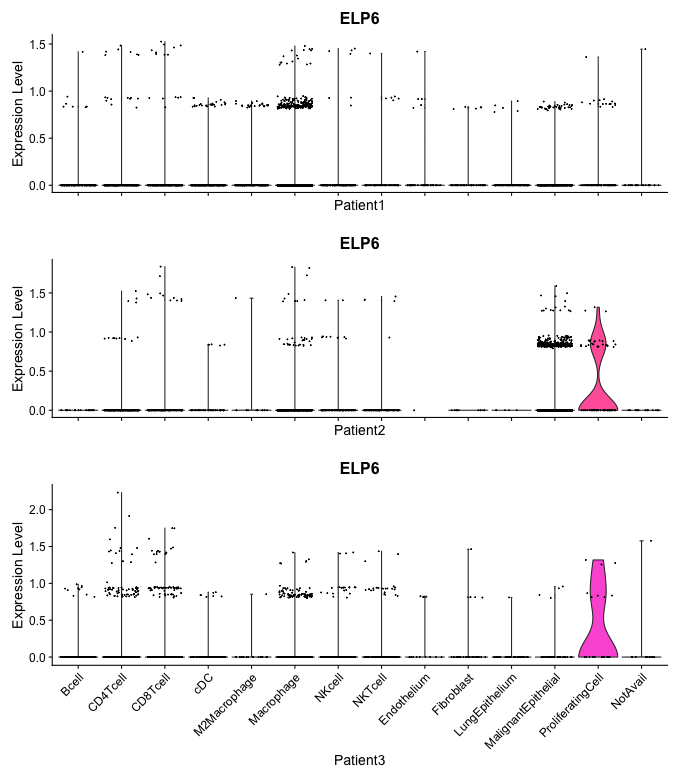 ELP6
Expression Level
1.5
1.0
0.5
0.0
Patient1
ELP6
Expression Level
1.5
1.0
0.5
0.0
Patient2
ELP6
Expression Level
2.0
1.5
1.0
0.5
0.0
Bcell
CD4Tcell
CD8Tcell
cDC
M2Macrophage
Macrophage
NKcell
NKTcell
Endothelium
Fibroblast
LungEpithelium
MalignantEpithelial
ProliferatingCell
NotAvail
Patient3